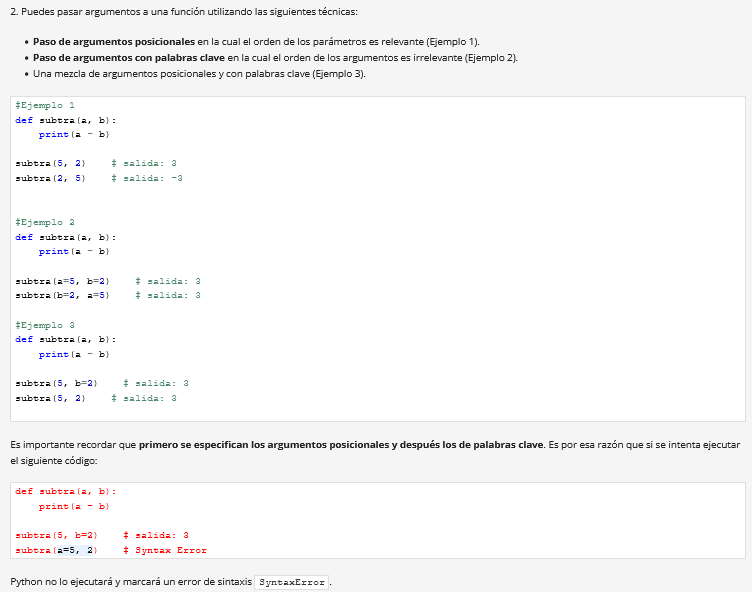 2. Puedes pasar argumentos a una función utilizando las siguientes técnicas:
• Paso de argumentos posicionales en la cual el orden de los parámetros es relevante (Ejemplo 1).
• Paso de argumentos con palabras clave en la cual el orden de los argumentos es irrelevante (Ejemplo 2).
• Una mezcla de argumentos posicionales y con palabras clave (Ejemplo 3).
#Ejemplo 1
def subtra(a, b):
    print(a - b)
subtra(5, 2)    # salida: 3
subtra(2, 5)    # salida: -3
#Ejemplo 2
def subtra(a, b):
    print(a - b)
subtra(a=5, b=2)    # salida: 3
subtra(b=2, a=5)    # salida: 3
#Ejemplo 3
def subtra(a, b):
    print(a - b)
subtra(5, b=2)    # salida: 3
subtra(5, 2)    # salida: 3
Es importante recordar que primero se especifican los argumentos posicionales y después los de palabras clave. Es por esa razón que si se intenta ejecutar
el siguiente código:
def subtra(a, b):
    print(a - b)
subtra(5, b=2)    # salida: 3
subtra(a=5, 2)    # Syntax Error
Python no lo ejecutará y marcará un error de sintaxis SyntaxError.